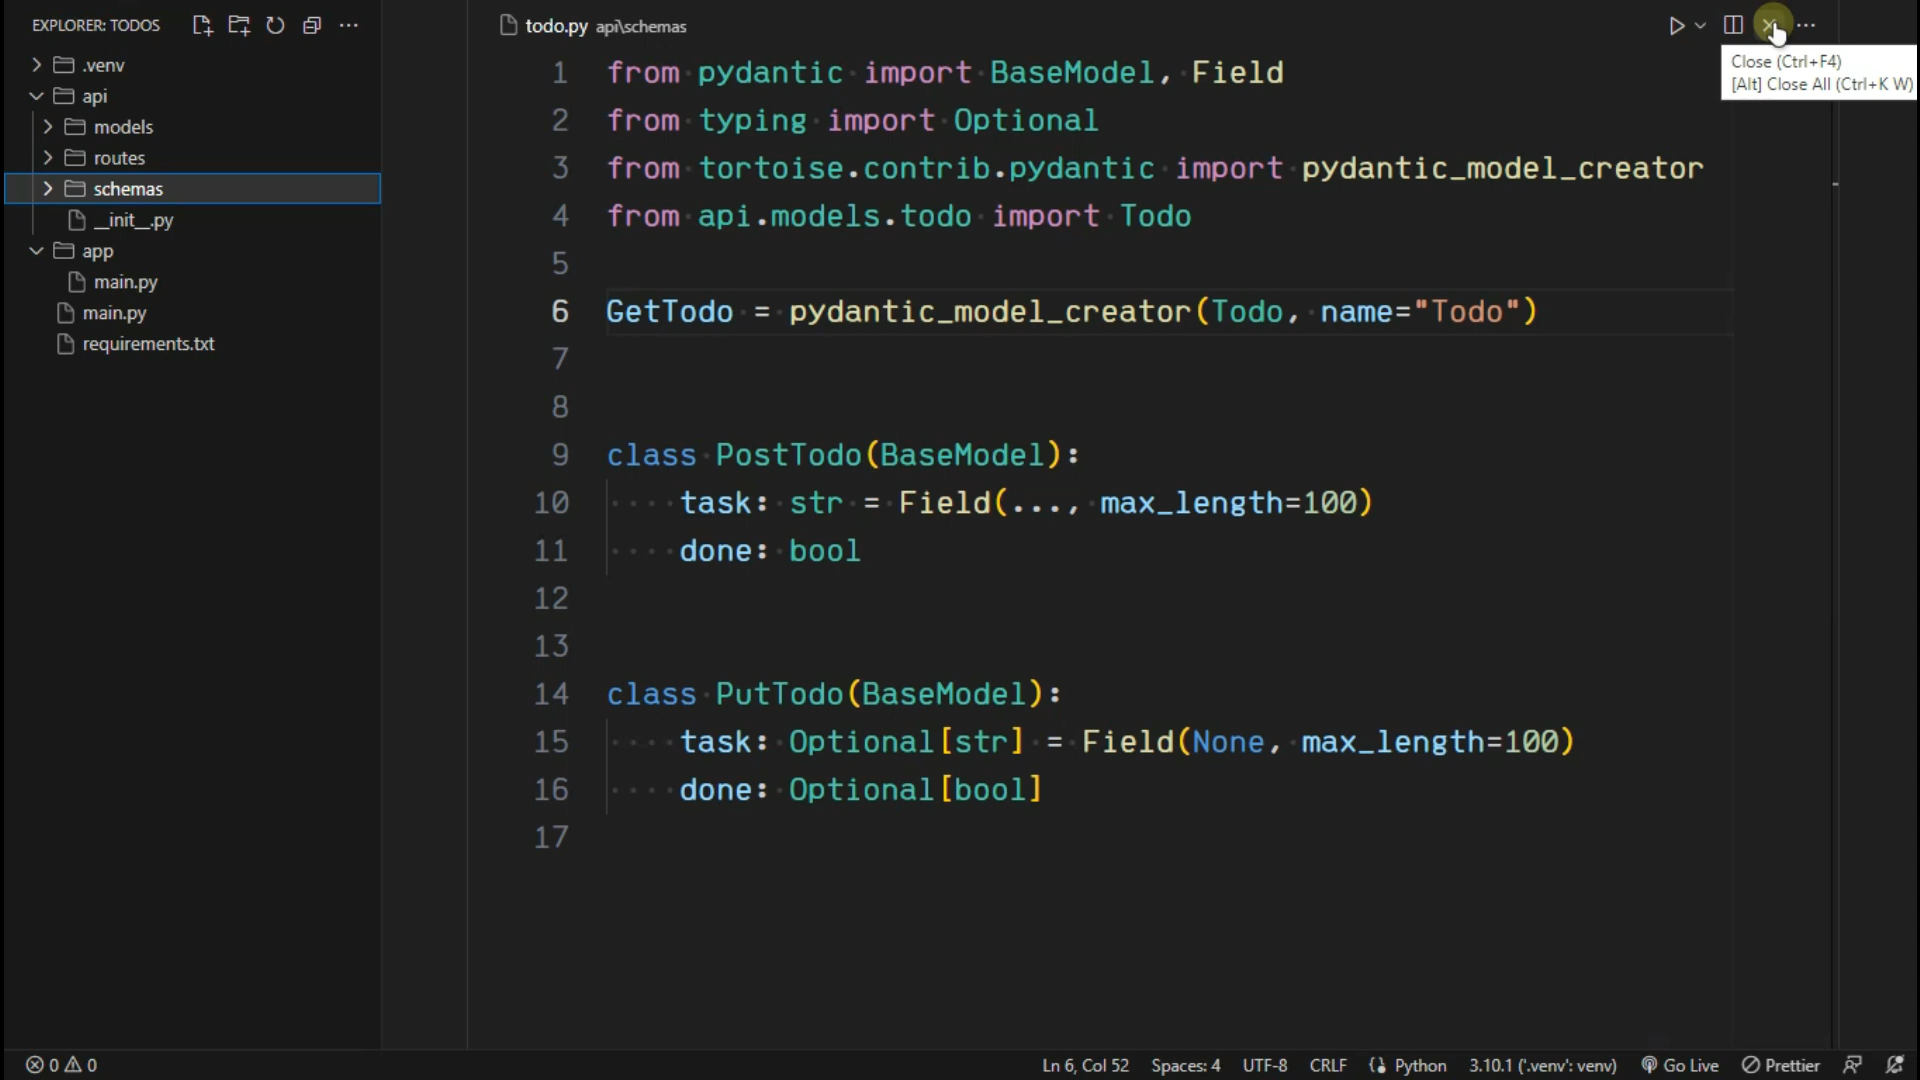 EXPLORER: TODOS
.venv
api
models
routes
schemas
__init__.py
app
main.py
main.py
requirements.txt
todo.py api\schemas
Close (Ctrl+F4)
[Alt] Close All (Ctrl+K W)
1 from pydantic import BaseModel, Field
2 from typing import Optional
3 from tortoise.contrib.pydantic import pydantic_model_creator
4 from api.models.todo import Todo
5
6 GetTodo = pydantic_model_creator(Todo, name="Todo")
7
8
9 class PostTodo(BaseModel):
10     task: str = Field(..., max_length=100)
11     done: bool
12
13
14 class PutTodo(BaseModel):
15     task: Optional[str] = Field(None, max_length=100)
16     done: Optional[bool]
17
0 0 Ln 6, Col 52 Spaces: 4 UTF-8 CRLF Python 3.10.1 ('.venv': venv) Go Live Prettier